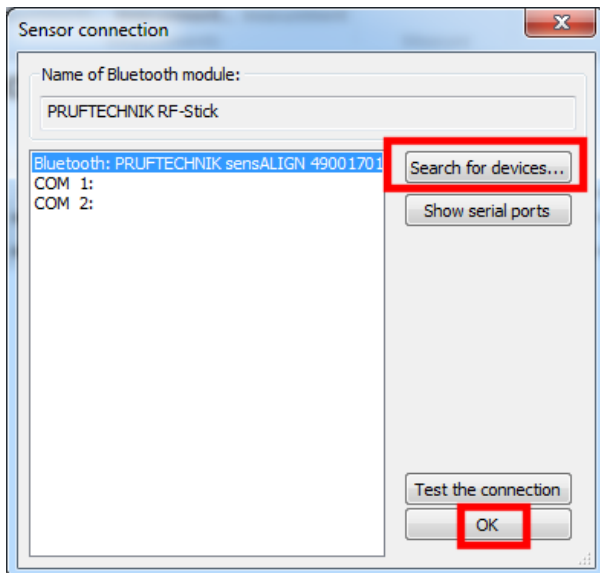 Sensor connection
Name of Bluetooth module:
PRUFTECHNIK RF-Stick
Bluetooth: PRUFTECHNIK sensALIGN 49001701
COM 1:
COM 2:
Search for devices...
Show serial ports
Test the connection
OK